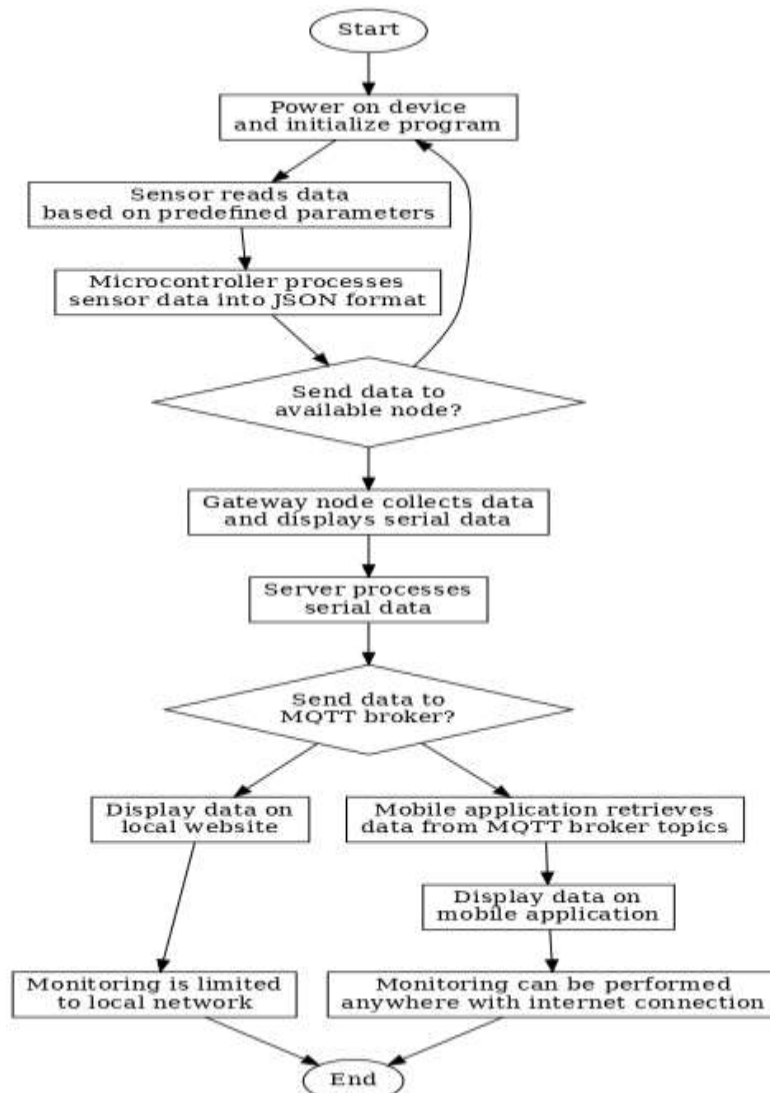 Start
Power on device
and initialize program
Sensor reads data
based on predefined parameters
Microcontroller processes
sensor data into JSON format
Send data to
available node?
Gateway node collects data
and displays serial data
Server processes
serial data
Send data to
MQTT broker?
Display data on
local website
Mobile application retrieves
data from MQTT broker topics
Display data on
mobile application
Monitoring is limited
to local network
Monitoring can be performed
anywhere with internet connection
End